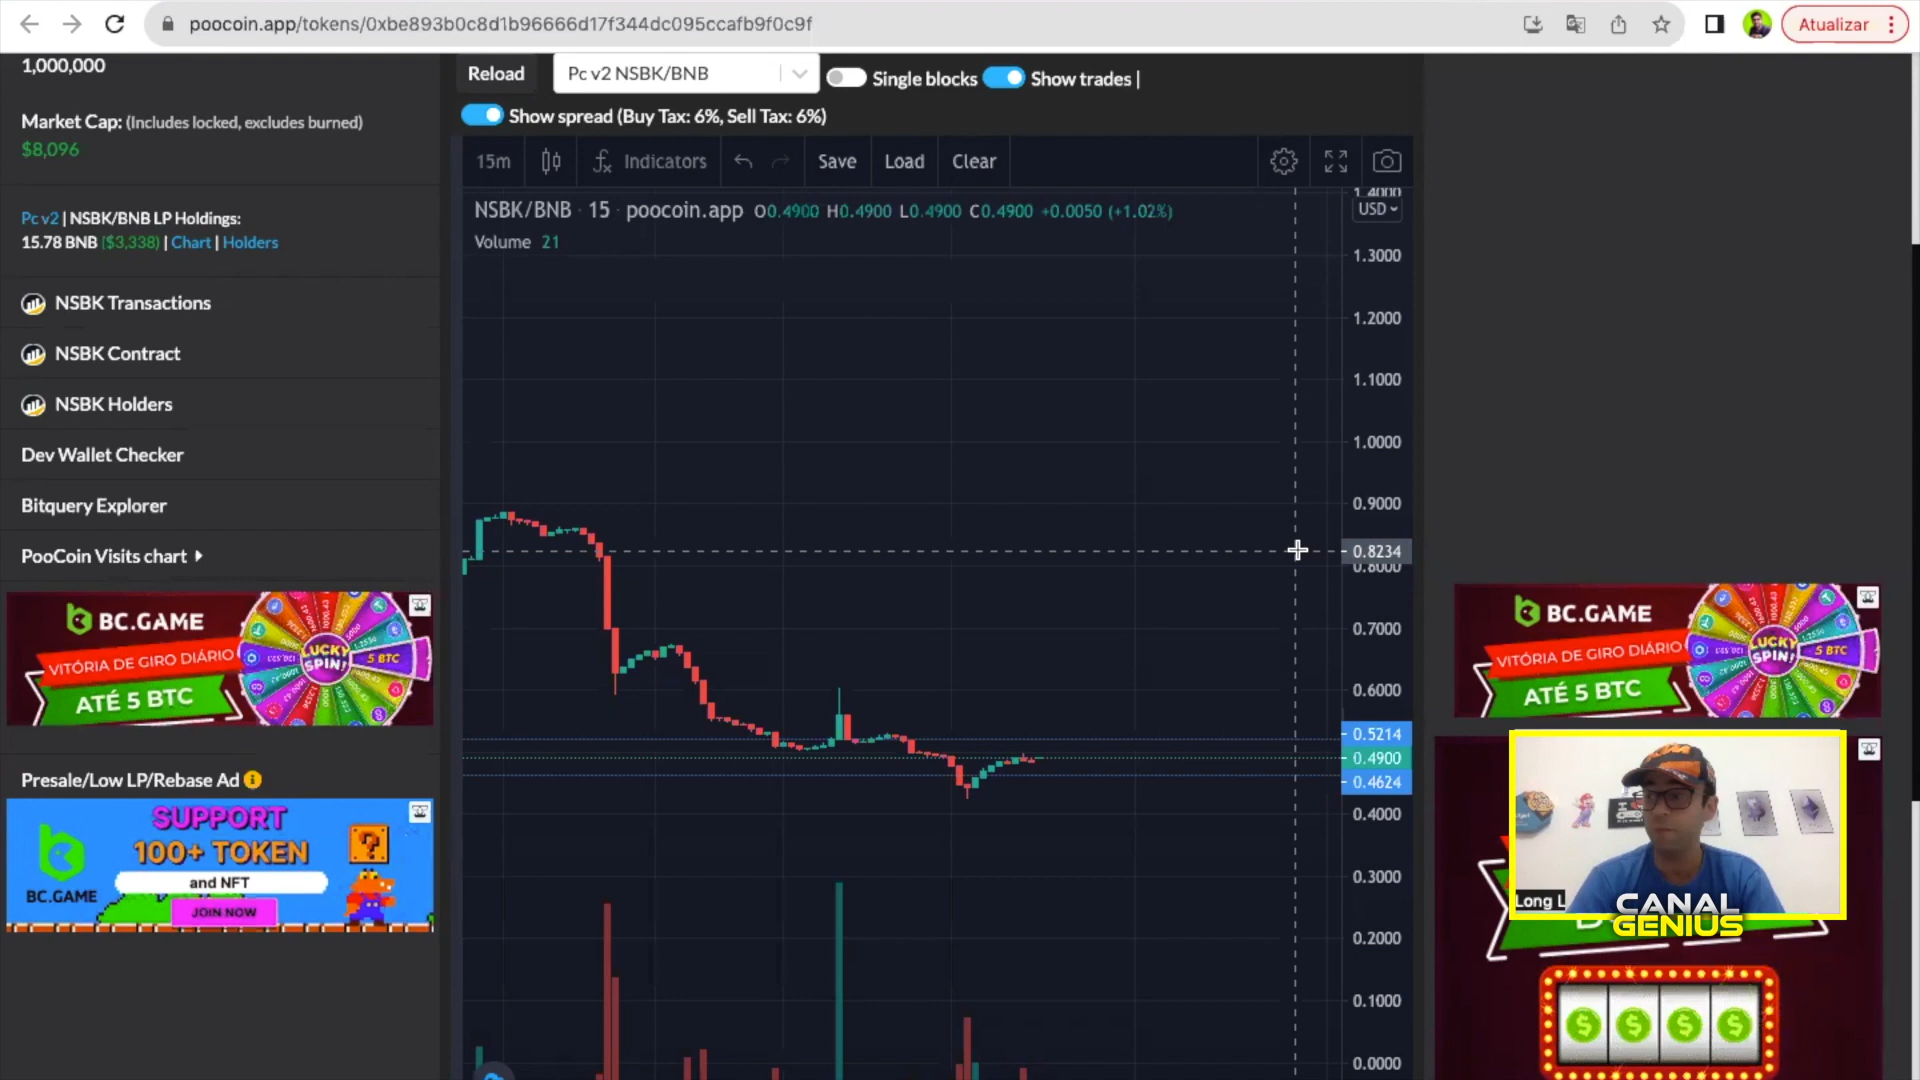 poocoin.app/tokens/0xbe893b0c8d1b96666d17f344dc095ccafb9f0c9f
Atualizar
1,000,000
Market Cap: (Includes locked, excludes burned)
$8,096
Pc v2 | NSBK/BNB LP Holdings:
15.78 BNB ($3,338) | Chart | Holders
NSBK Transactions
NSBK Contract
NSBK Holders
Dev Wallet Checker
Bitquery Explorer
PooCoin Visits chart
BC.GAME
VITÓRIA DE GIRO DIÁRIO
ATÉ 5 BTC
LUCKY
SPIN!
5 BTC
Presale/Low LP/Rebase Ad
SUPPORT
100+ TOKEN
and NFT
JOIN NOW
BC.GAME
Reload
Pc v2 NSBK/BNB
Single blocks
Show trades |
Show spread (Buy Tax: 6%, Sell Tax: 6%)
15m
Indicators
Save
Load
Clear
NSBK/BNB · 15 · poocoin.app O0.4900 H0.4900 L0.4900 C0.4900 +0.0050 (+1.02%)
Volume 21
1.4000
USD
1.3000
1.2000
1.1000
1.0000
0.9000
0.8234
0.8000
0.7000
0.6000
0.5214
0.4900
0.4624
0.4000
0.3000
0.2000
0.1000
0.0000
BC.GAME
VITÓRIA DE GIRO DIÁRIO
ATÉ 5 BTC
LUCKY
SPIN!
5 BTC
Long L
CANAL
GENIUS